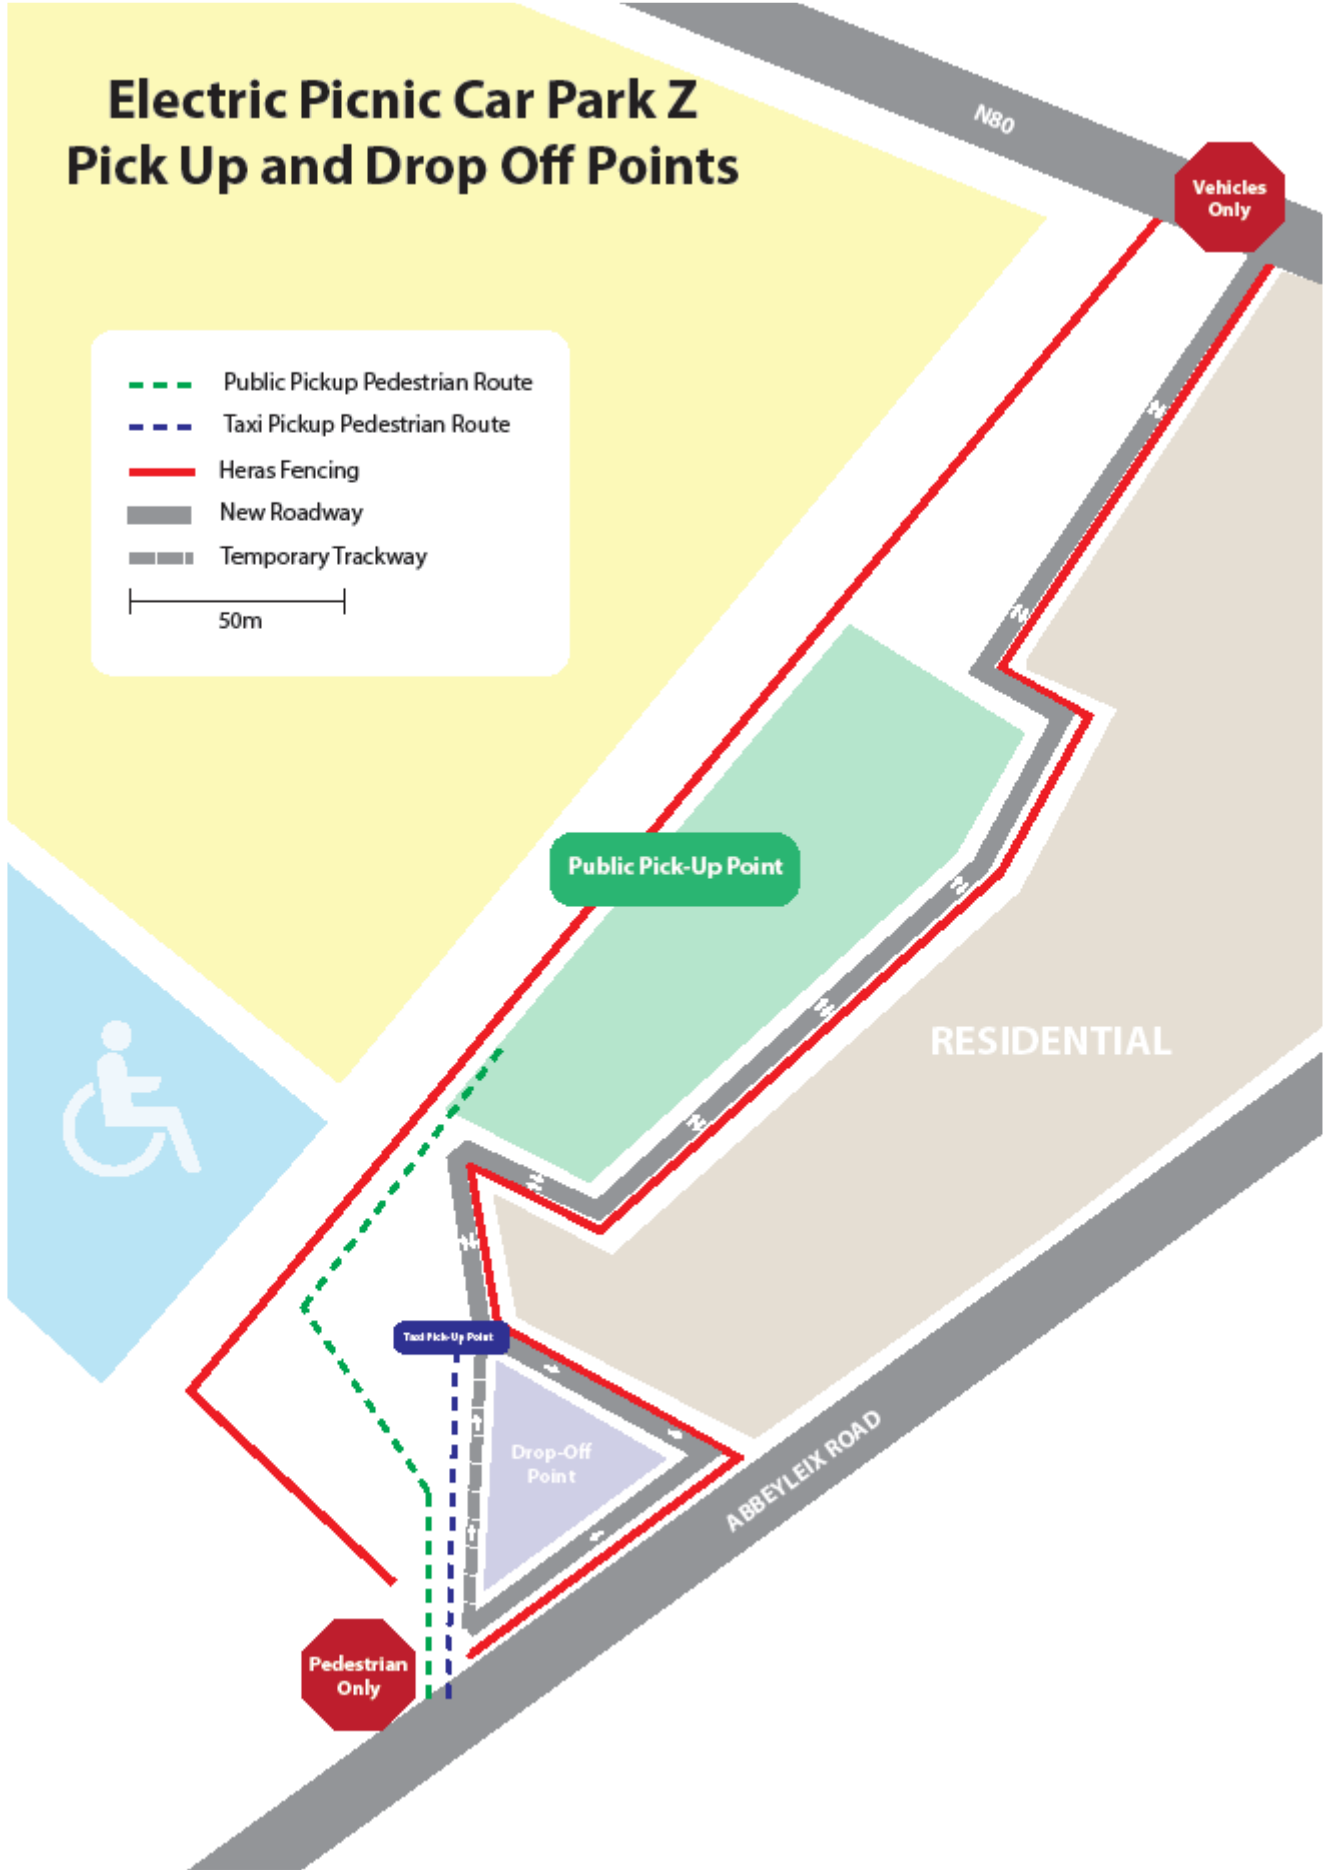 Electric Picnic Car Park Z
Pick Up and Drop Off Points
N80
Vehicles
Only
Public Pickup Pedestrian Route
Taxi Pickup Pedestrian Route
Heras Fencing
New Roadway
Temporary Trackway
50m
Public Pick-Up Point
RESIDENTIAL
Taxi Pick-Up Point
Drop-Off
Point
ABBEYLEIX ROAD
Pedestrian
Only